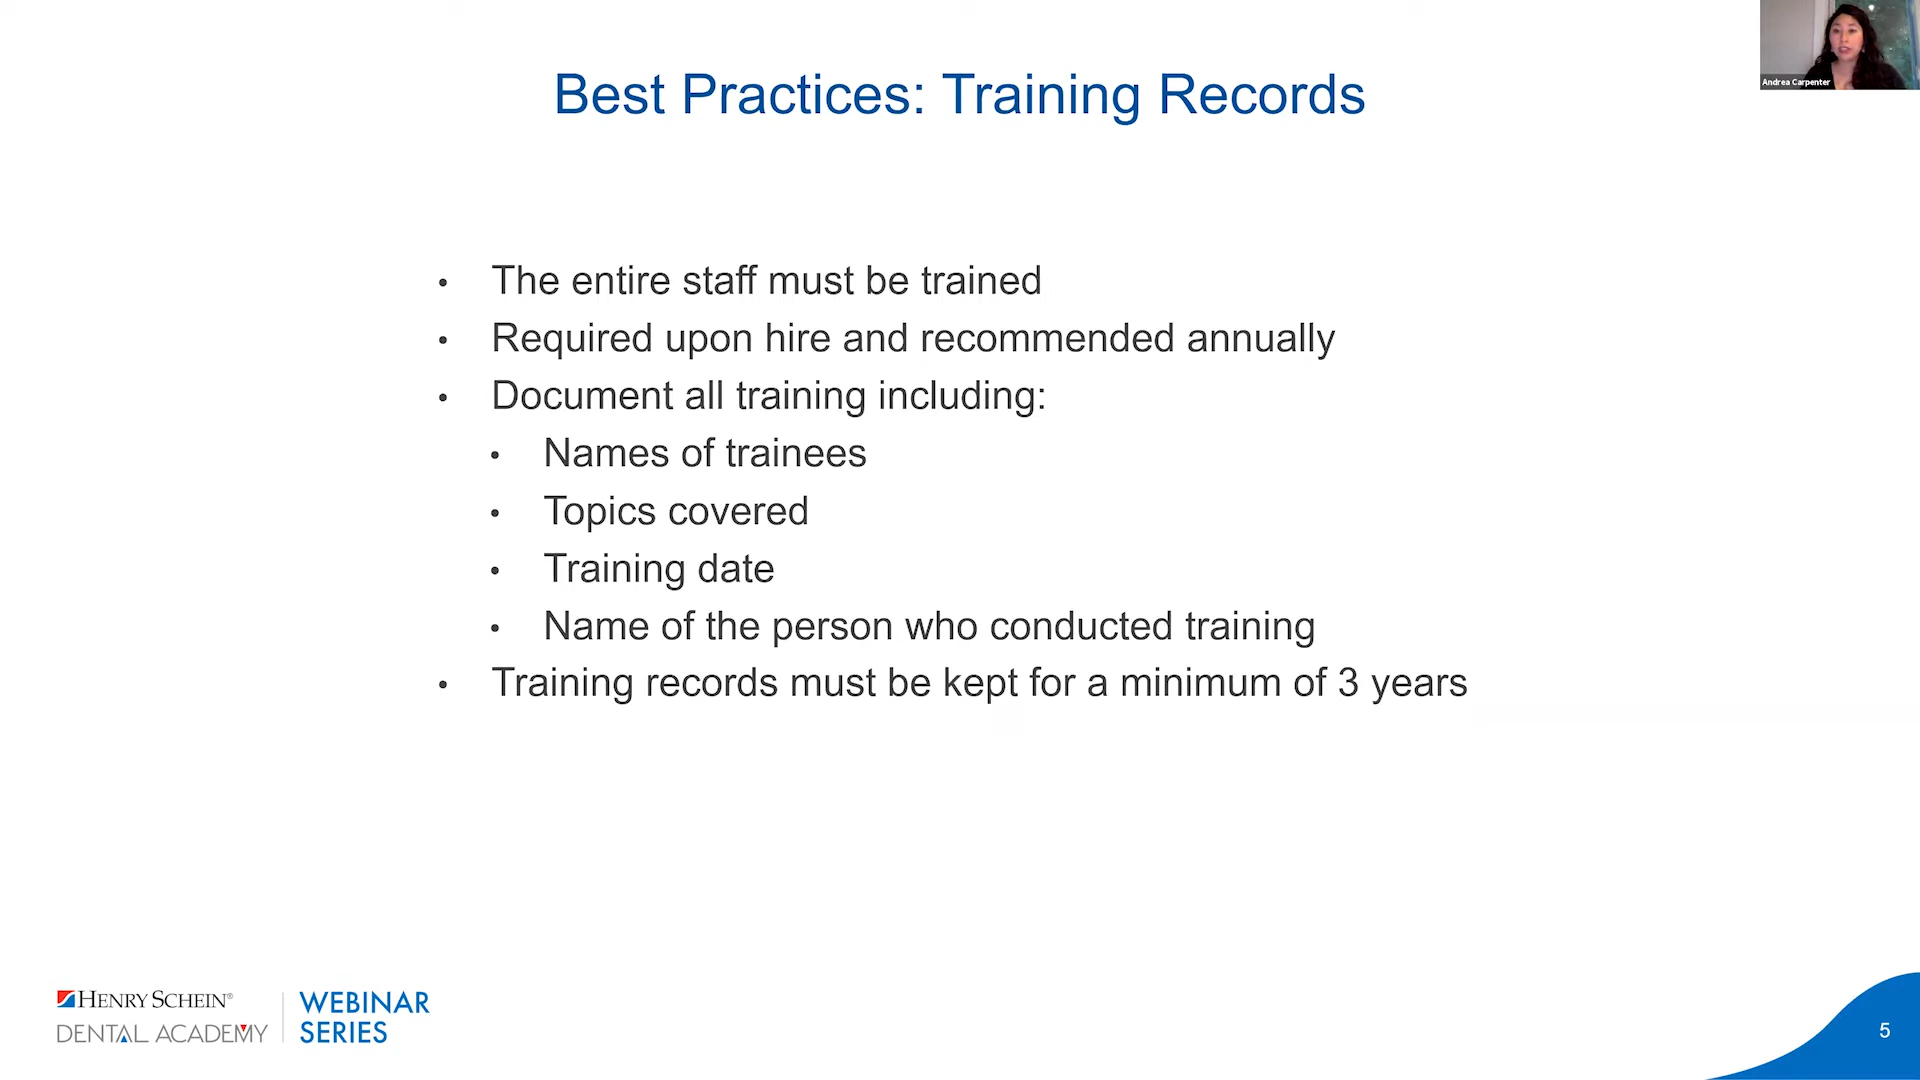 Andrea Carpenter
Best Practices: Training Records
• The entire staff must be trained
• Required upon hire and recommended annually
• Document all training including:
• Names of trainees
• Topics covered
• Training date
• Name of the person who conducted training
• Training records must be kept for a minimum of 3 years
HENRY SCHEIN®
DENTAL ACADEMY
WEBINAR
SERIES
5